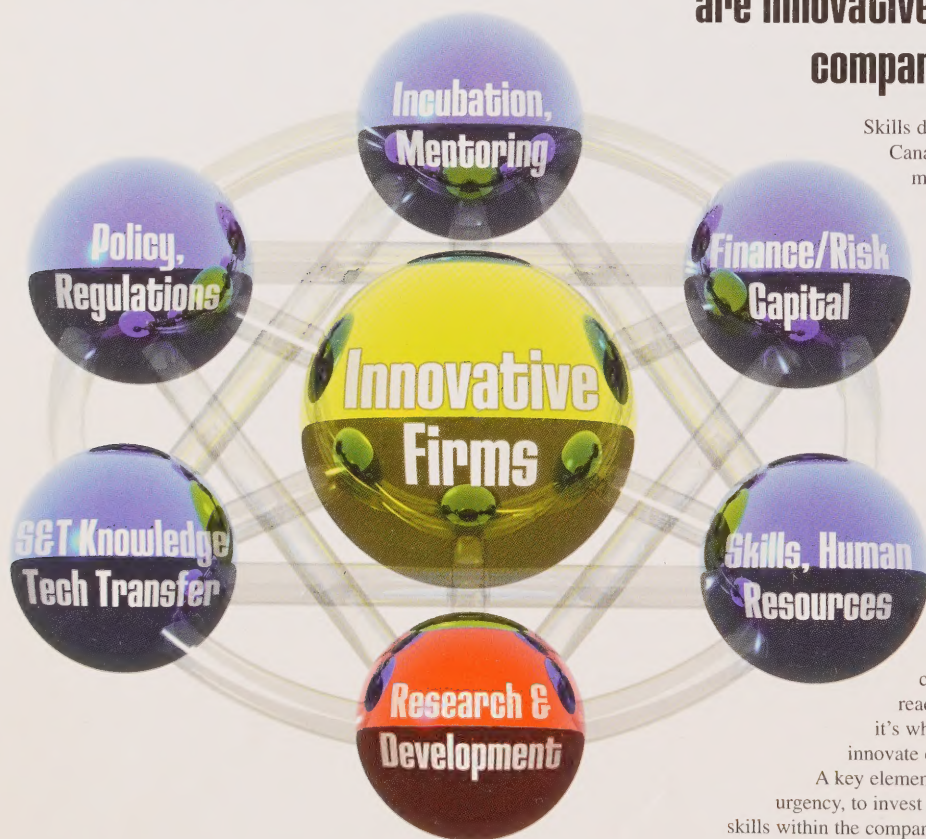 are innovative
compan
Skills d
Cana
m
Incubation,
Mentoring
Policy,
Regulations
Finance/Risk
Capital
Innovative
Firms
S&T Knowledge
Tech Transfer
Skills, Human
Resources
Research &
Development
c
reac
it's wh
innovate
A key elemen
urgency, to invest
skills within the compan